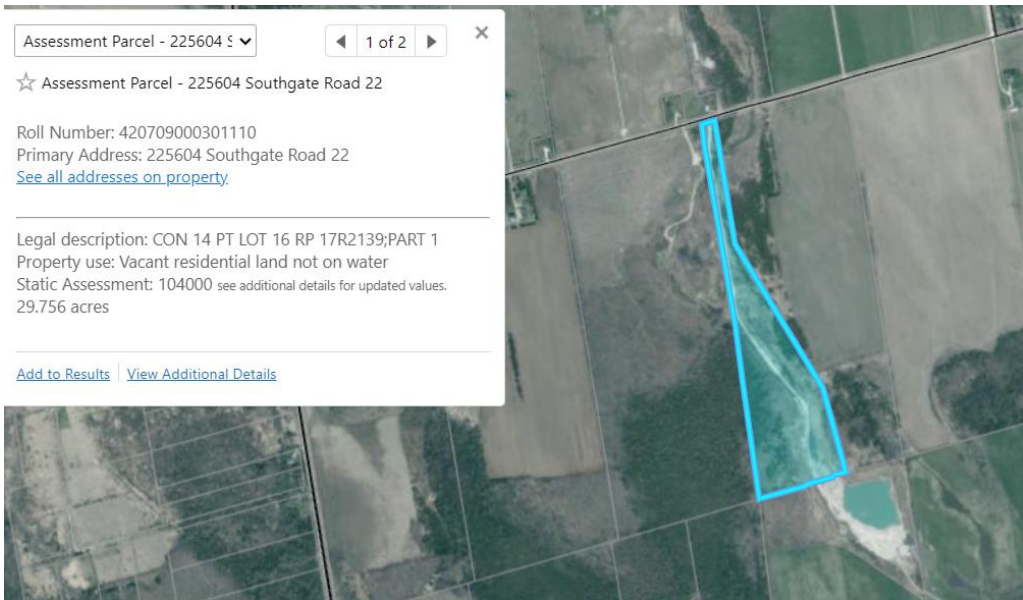 Assessment Parcel - 225604 S
1 of 2
Assessment Parcel - 225604 Southgate Road 22
Roll Number: 420709000301110
Primary Address: 225604 Southgate Road 22
See all addresses on property
Legal description: CON 14 PT LOT 16 RP 17R2139;PART 1
Property use: Vacant residential land not on water
Static Assessment: 104000 see additional details for updated values.
29.756 acres
Add to Results View Additional Details